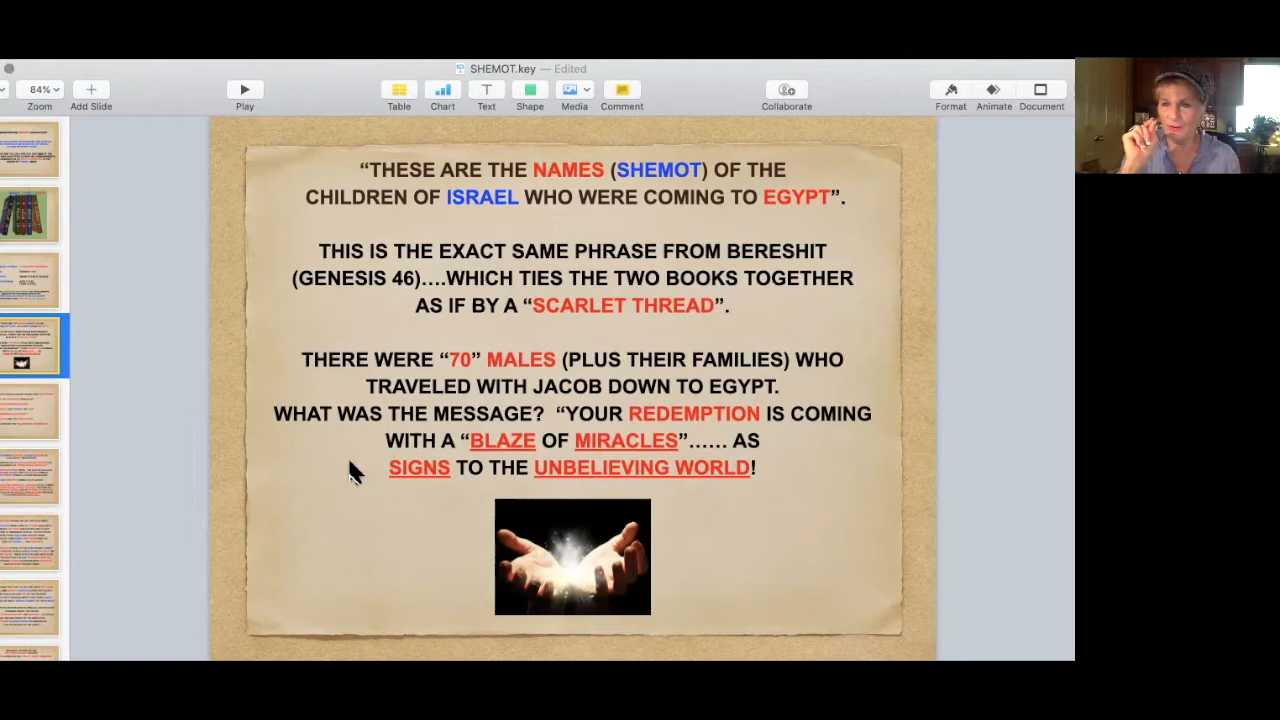 SHEMOT.key — Edited
84%
Zoom
Add Slide
Play
Table
Chart
Text
Shape
Media
Comment
Collaborate
Format
Animate
Document
“THESE ARE THE NAMES (SHEMOT) OF THE
CHILDREN OF ISRAEL WHO WERE COMING TO EGYPT”.
THIS IS THE EXACT SAME PHRASE FROM BERESHIT
(GENESIS 46)….WHICH TIES THE TWO BOOKS TOGETHER
AS IF BY A “SCARLET THREAD”.
THERE WERE “70” MALES (PLUS THEIR FAMILIES) WHO
TRAVELED WITH JACOB DOWN TO EGYPT.
WHAT WAS THE MESSAGE? “YOUR REDEMPTION IS COMING
WITH A “BLAZE OF MIRACLES”…… AS
SIGNS TO THE UNBELIEVING WORLD!